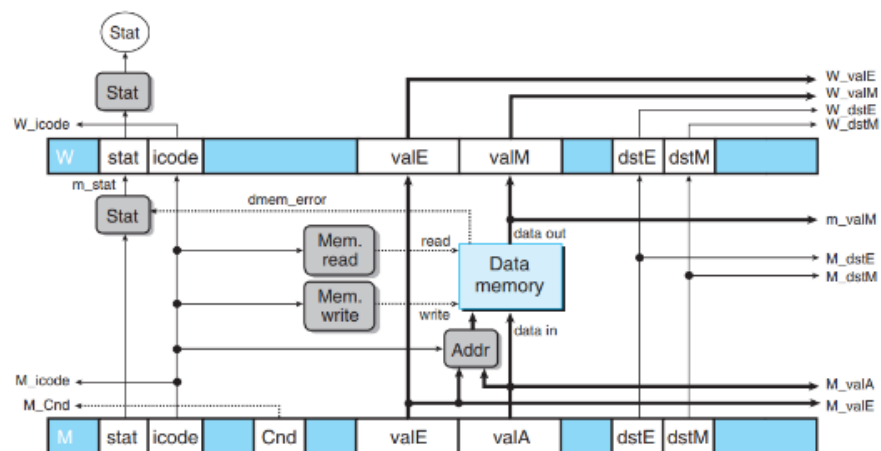 Stat
Stat
W_valE
W_valM
W_dstE
W_dstM
W_icode
W stat icode valE valM dstE dstM
m_stat
Stat
dmem_error
m_valM
data out
Mem.
read
read
Data
memory
M_dstE
M_dstM
Mem.
write
write
data in
Addr
M_icode
M_valA
M_Cnd
M_valE
M stat icode Cnd valE valA dstE dstM